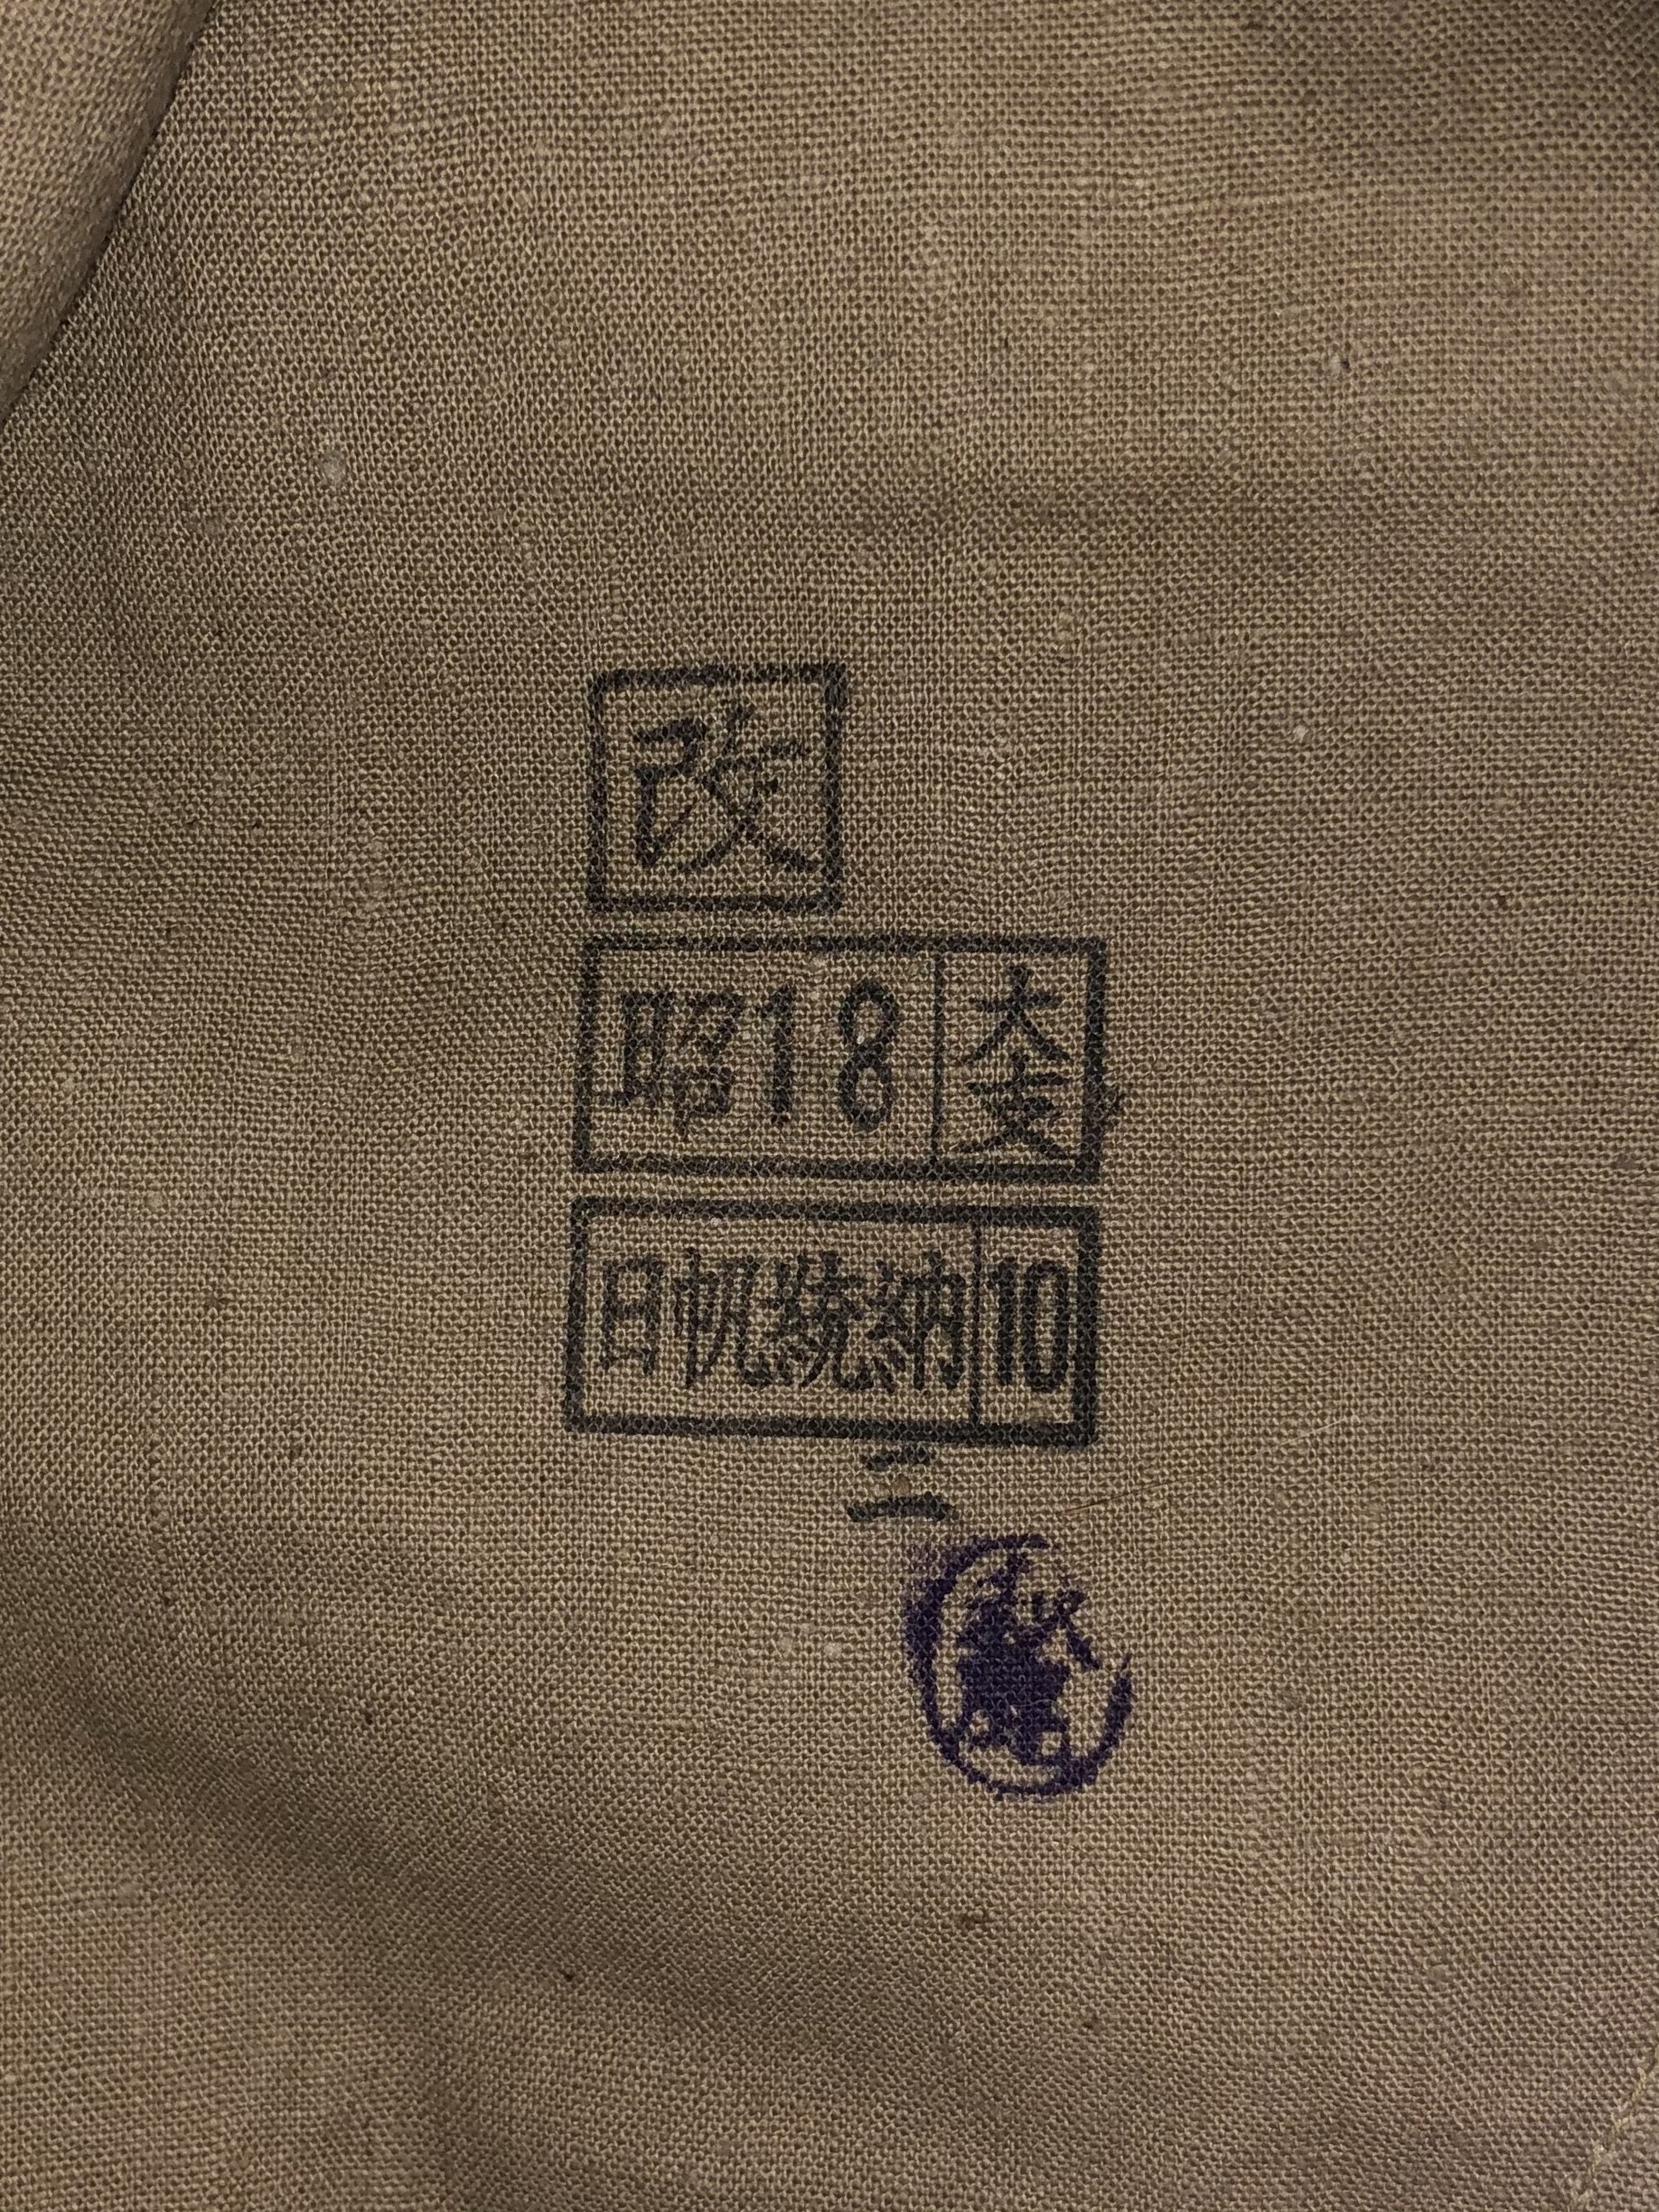 改
昭18 大支
日帆統納 10
二